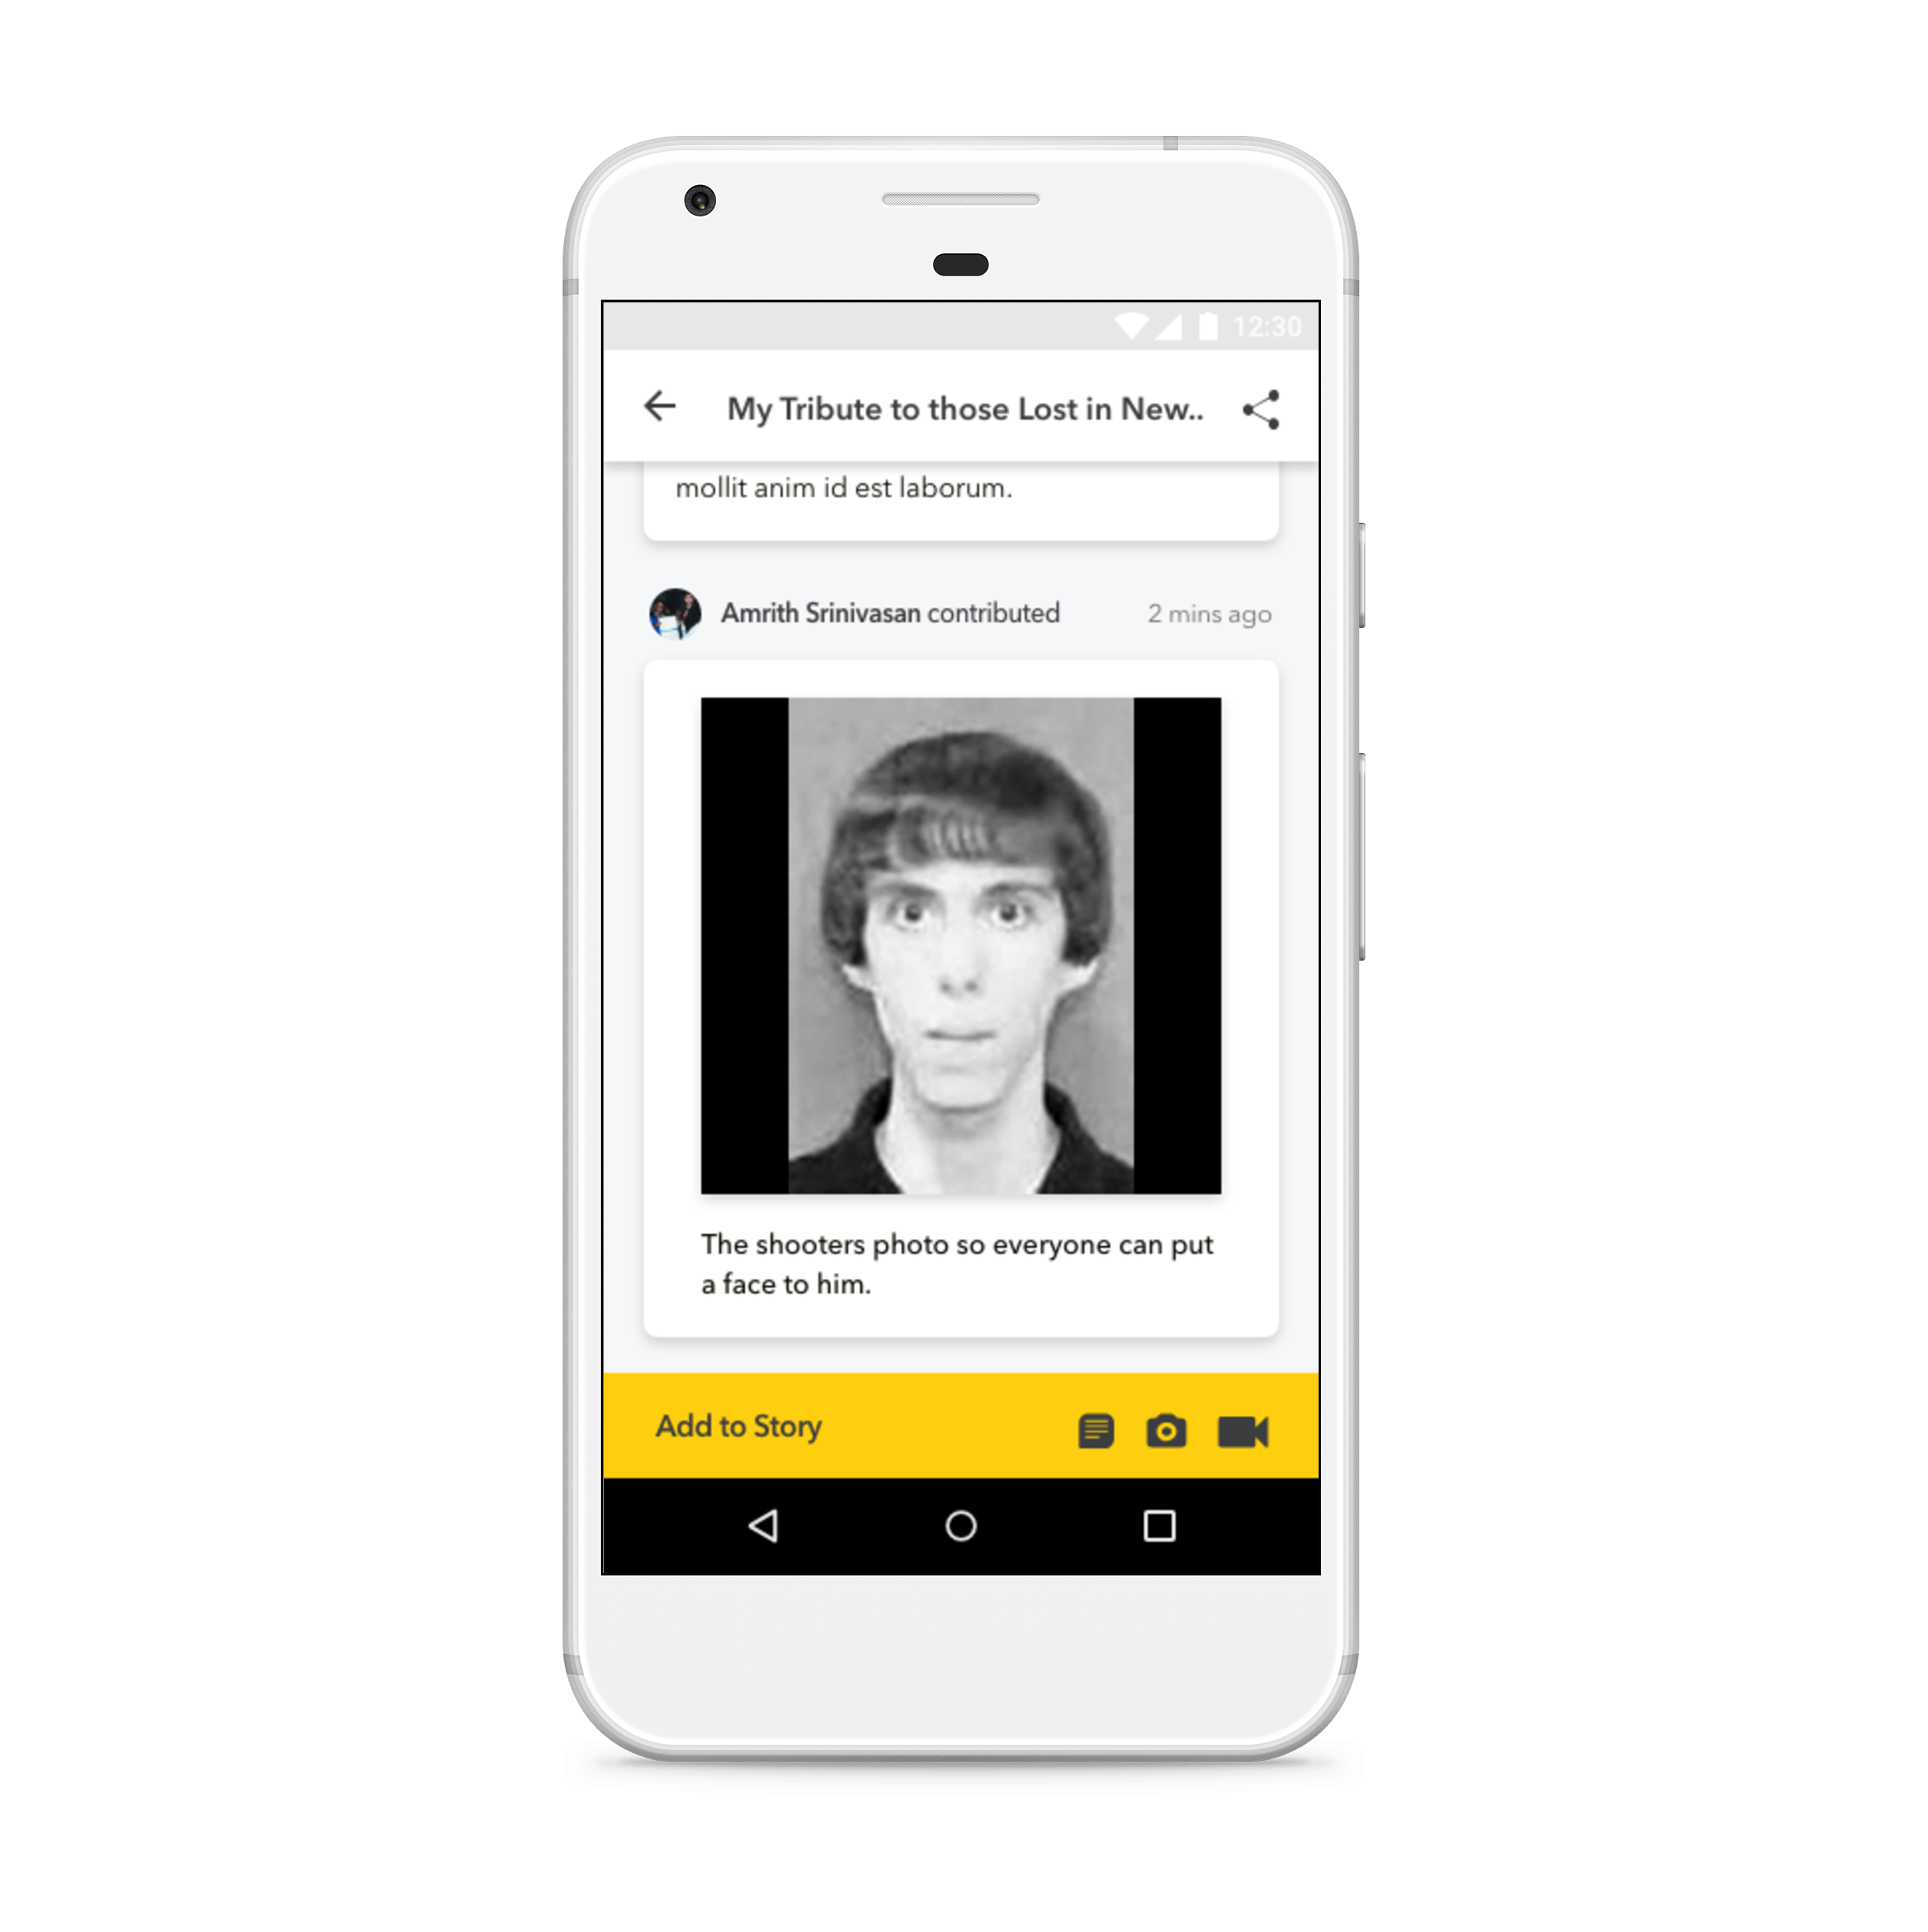 12:30
My Tribute to those Lost in New..
mollit anim id est laborum.
Amrith Srinivasan contributed 2 mins ago
The shooters photo so everyone can put
a face to him.
Add to Story